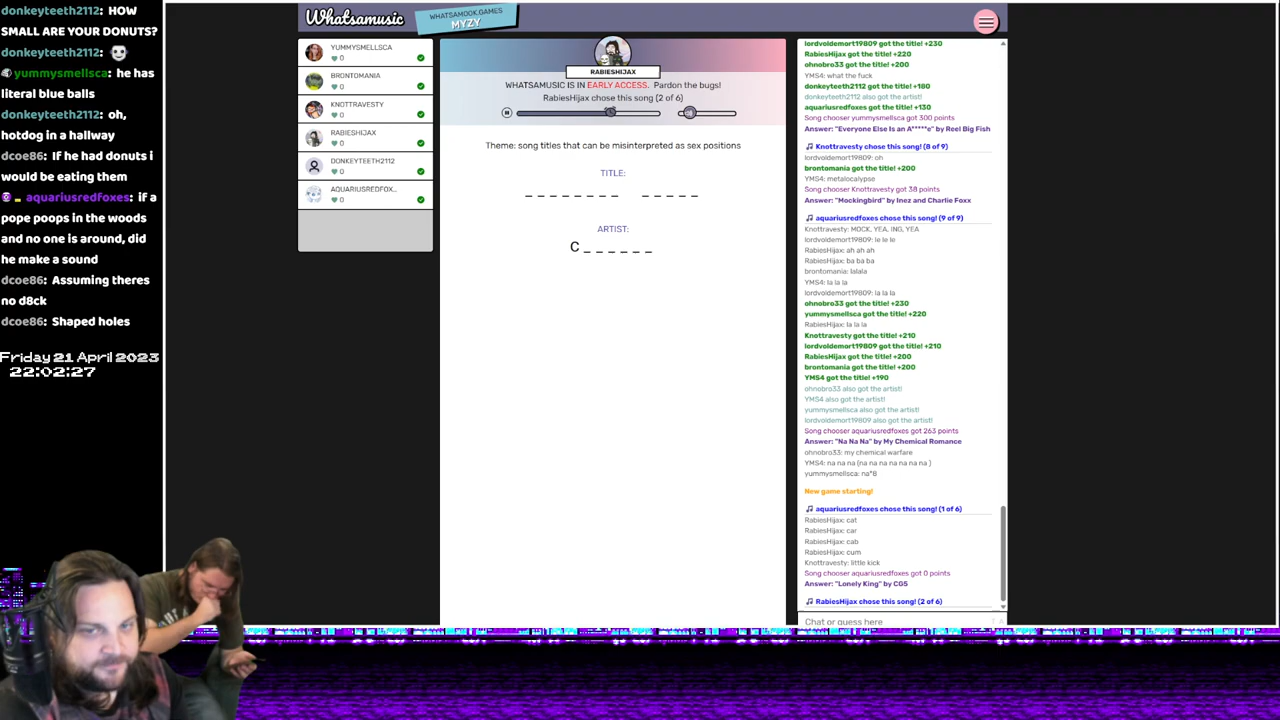 donkeyteeth2112: HOW
SMALL ARE YOUR DONUTS?
donkeyteeth2112:
yummysmellsca: he has
literal blue balls
donkeyteeth2112: oh,
hotdog in a hallway
doce86: If he hotdogs i
would be eating brb
aquariusredfoxes: If a
pope poops in the woods
and no one is around, did
he make a sound
doce86: Assuming implies
no d8ck
doce86: Shaped holes
Friday 21 April 2023
22:02:27
Whatsamusic
WHATSAMOOK.GAMES
MYZY
YUMMYSMELLSCA
0
BRONTOMANIA
0
KNOTTRAVESTY
0
RABIESHIJAX
0
DONKEYTEETH2112
0
AQUARIUSREDFOX...
0
RABIESHIJAX
WHATSAMUSIC IS IN EARLY ACCESS. Pardon the bugs!
RabiesHijax chose this song (2 of 6)
Theme: song titles that can be misinterpreted as sex positions
TITLE:
_ _ _ _ _ _ _ _ _ _ _ _ _
ARTIST:
C _ _ _ _ _ _
lordvoldemort19809 got the title! +230
RabiesHijax got the title! +220
ohnobro33 got the title! +200
YMS4: what the fuck
donkeyteeth2112 got the title! +180
donkeyteeth2112 also got the artist!
aquariusredfoxes got the title! +130
Song chooser yummysmellsca got 300 points
Answer: "Everyone Else Is an A*****e" by Reel Big Fish
Knottravesty chose this song! (8 of 9)
lordvoldemort19809: oh
brontomania got the title! +200
YMS4: metalocalypse
Song chooser Knottravesty got 38 points
Answer: "Mockingbird" by Inez and Charlie Foxx
aquariusredfoxes chose this song! (9 of 9)
Knottravesty: MOCK, YEA, ING, YEA
lordvoldemort19809: le le le
RabiesHijax: ah ah ah
RabiesHijax: ba ba ba
brontomania: lalala
YMS4: la la la
lordvoldemort19809: la la la
ohnobro33 got the title! +230
yummysmellsca got the title! +220
RabiesHijax: la la la
Knottravesty got the title! +210
lordvoldemort19809 got the title! +210
RabiesHijax got the title! +200
brontomania got the title! +200
YMS4 got the title! +190
ohnobro33 also got the artist!
YMS4 also got the artist!
yummysmellsca also got the artist!
lordvoldemort19809 also got the artist!
Song chooser aquariusredfoxes got 263 points
Answer: "Na Na Na" by My Chemical Romance
ohnobro33: my chemical warfare
YMS4: na na na (na na na na na na na )
yummysmellsca: na*8
New game starting!
aquariusredfoxes chose this song! (1 of 6)
RabiesHijax: cat
RabiesHijax: car
RabiesHijax: cab
RabiesHijax: cum
Knottravesty: little kick
Song chooser aquariusredfoxes got 0 points
Answer: "Lonely King" by CG5
RabiesHijax chose this song! (2 of 6)
Chat or guess here